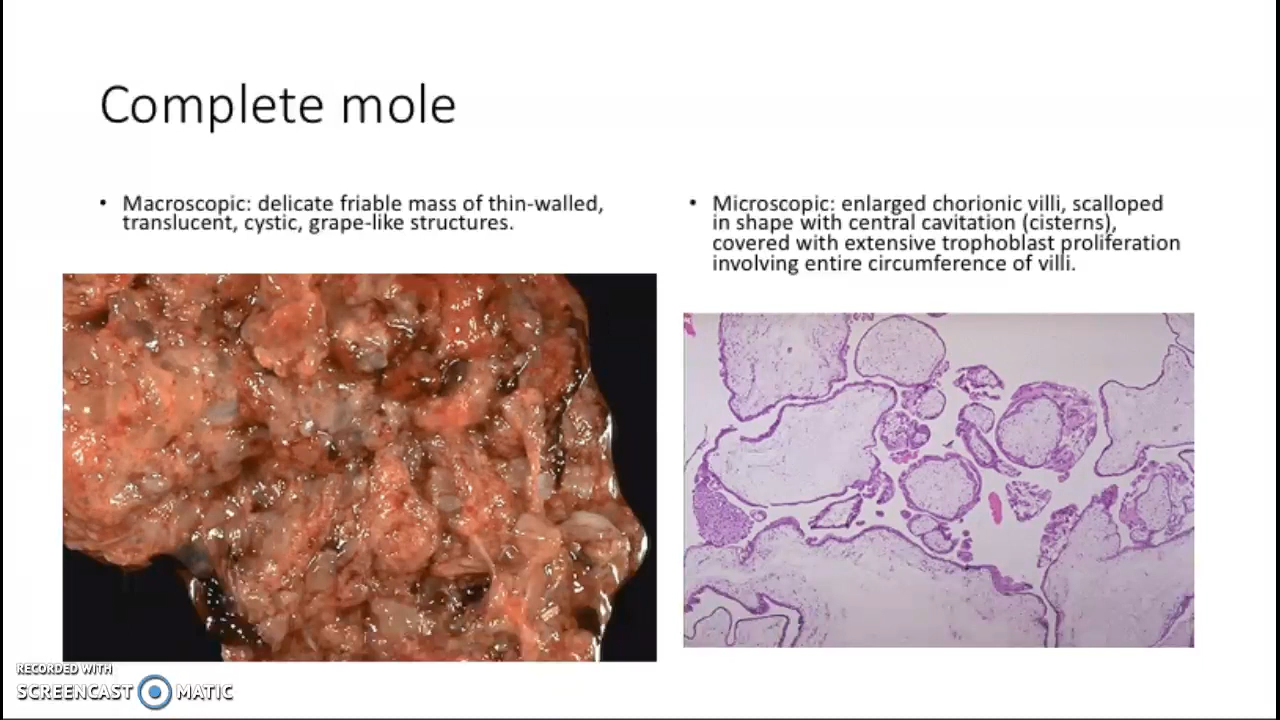 Complete mole
• Macroscopic: delicate friable mass of thin-walled,
translucent, cystic, grape-like structures.
• Microscopic: enlarged chorionic villi, scalloped
in shape with central cavitation (cisterns),
covered with extensive trophoblast proliferation
involving entire circumference of villi.
RECORDED WITH
SCREENCAST MATIC